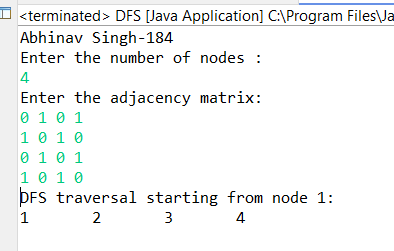 <terminated> DFS [Java Application] C:\Program Files\Ja
Abhinav Singh-184
Enter the number of nodes :
4
Enter the adjacency matrix:
0 1 0 1
1 0 1 0
0 1 0 1
1 0 1 0
DFS traversal starting from node 1:
1 2 3 4